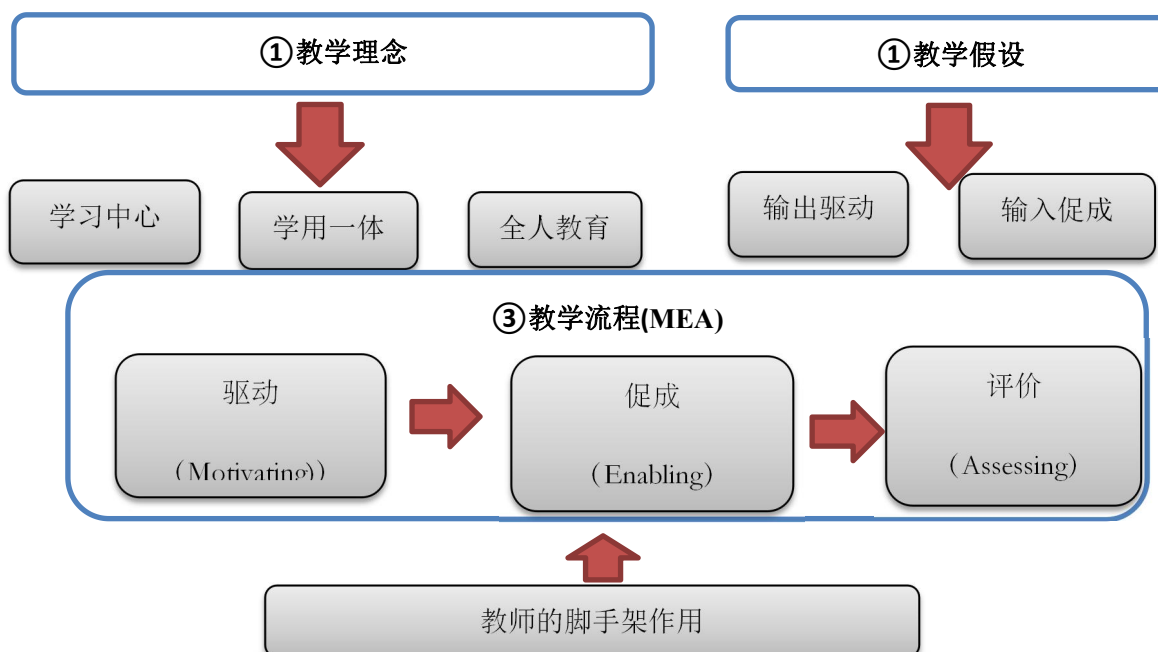 ①教学理念
①教学假设
学习中心
学用一体
全人教育
输出驱动
输入促成
③教学流程(MEA)
驱动
（Motivating））
促成
（Enabling）
评价
（Assessing）
教师的脚手架作用